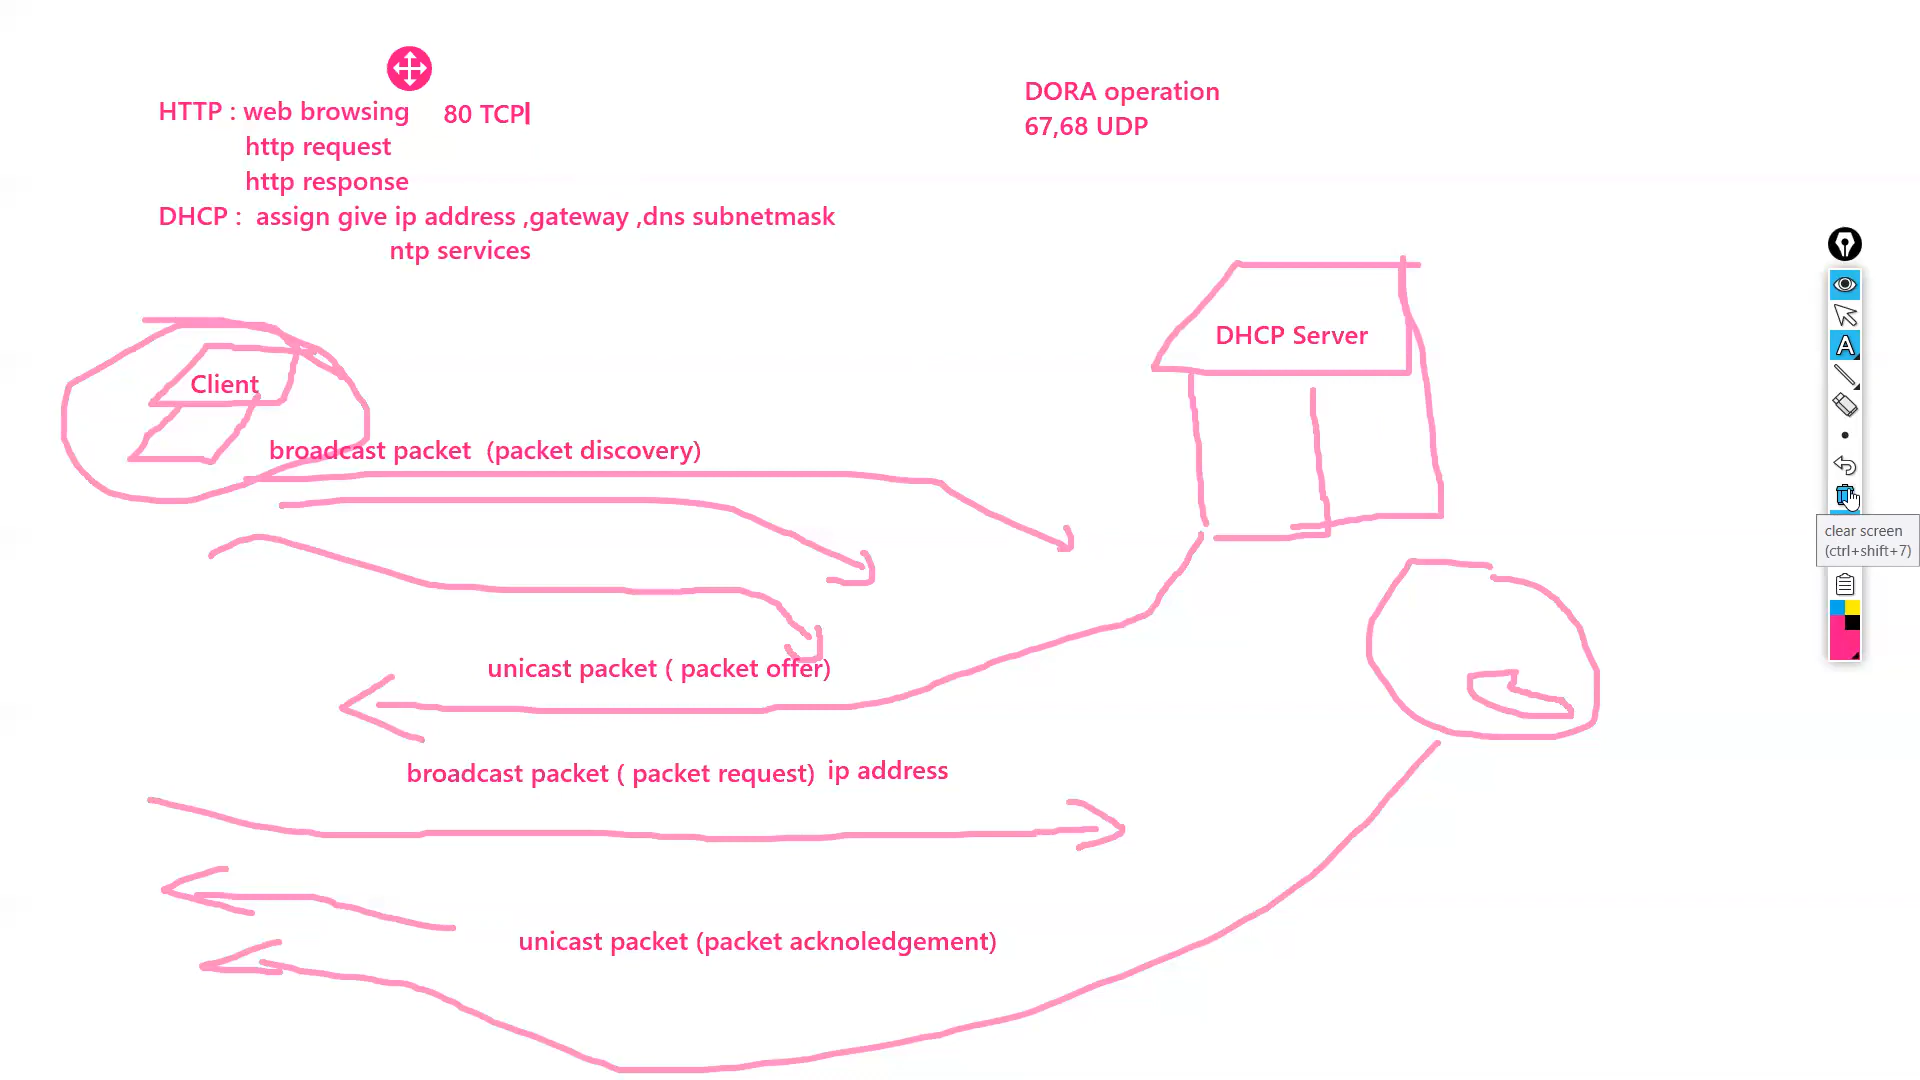 HTTP : web browsing 80 TCP
http request
http response
DHCP : assign give ip address ,gateway ,dns subnetmask
ntp services
DORA operation
67,68 UDP
DHCP Server
Client
broadcast packet (packet discovery)
unicast packet ( packet offer)
broadcast packet ( packet request) ip address
unicast packet (packet acknoledgement)
A
clear screen
(ctrl+shift+7)